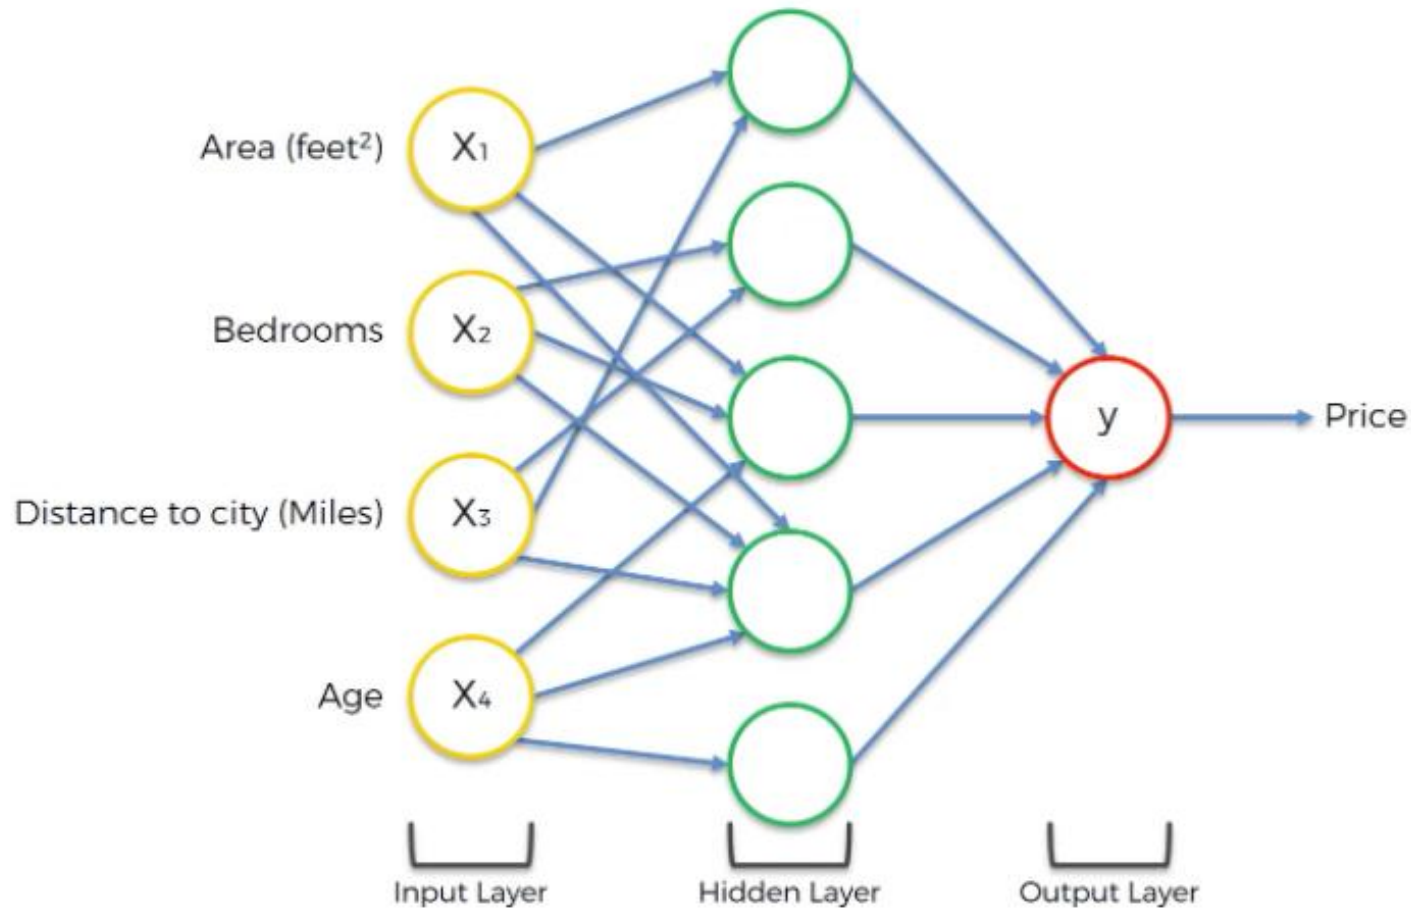 Area (feet²)
X₁
Bedrooms
X₂
Distance to city (Miles)
X₃
Age
X₄
y
Price
Input Layer
Hidden Layer
Output Layer